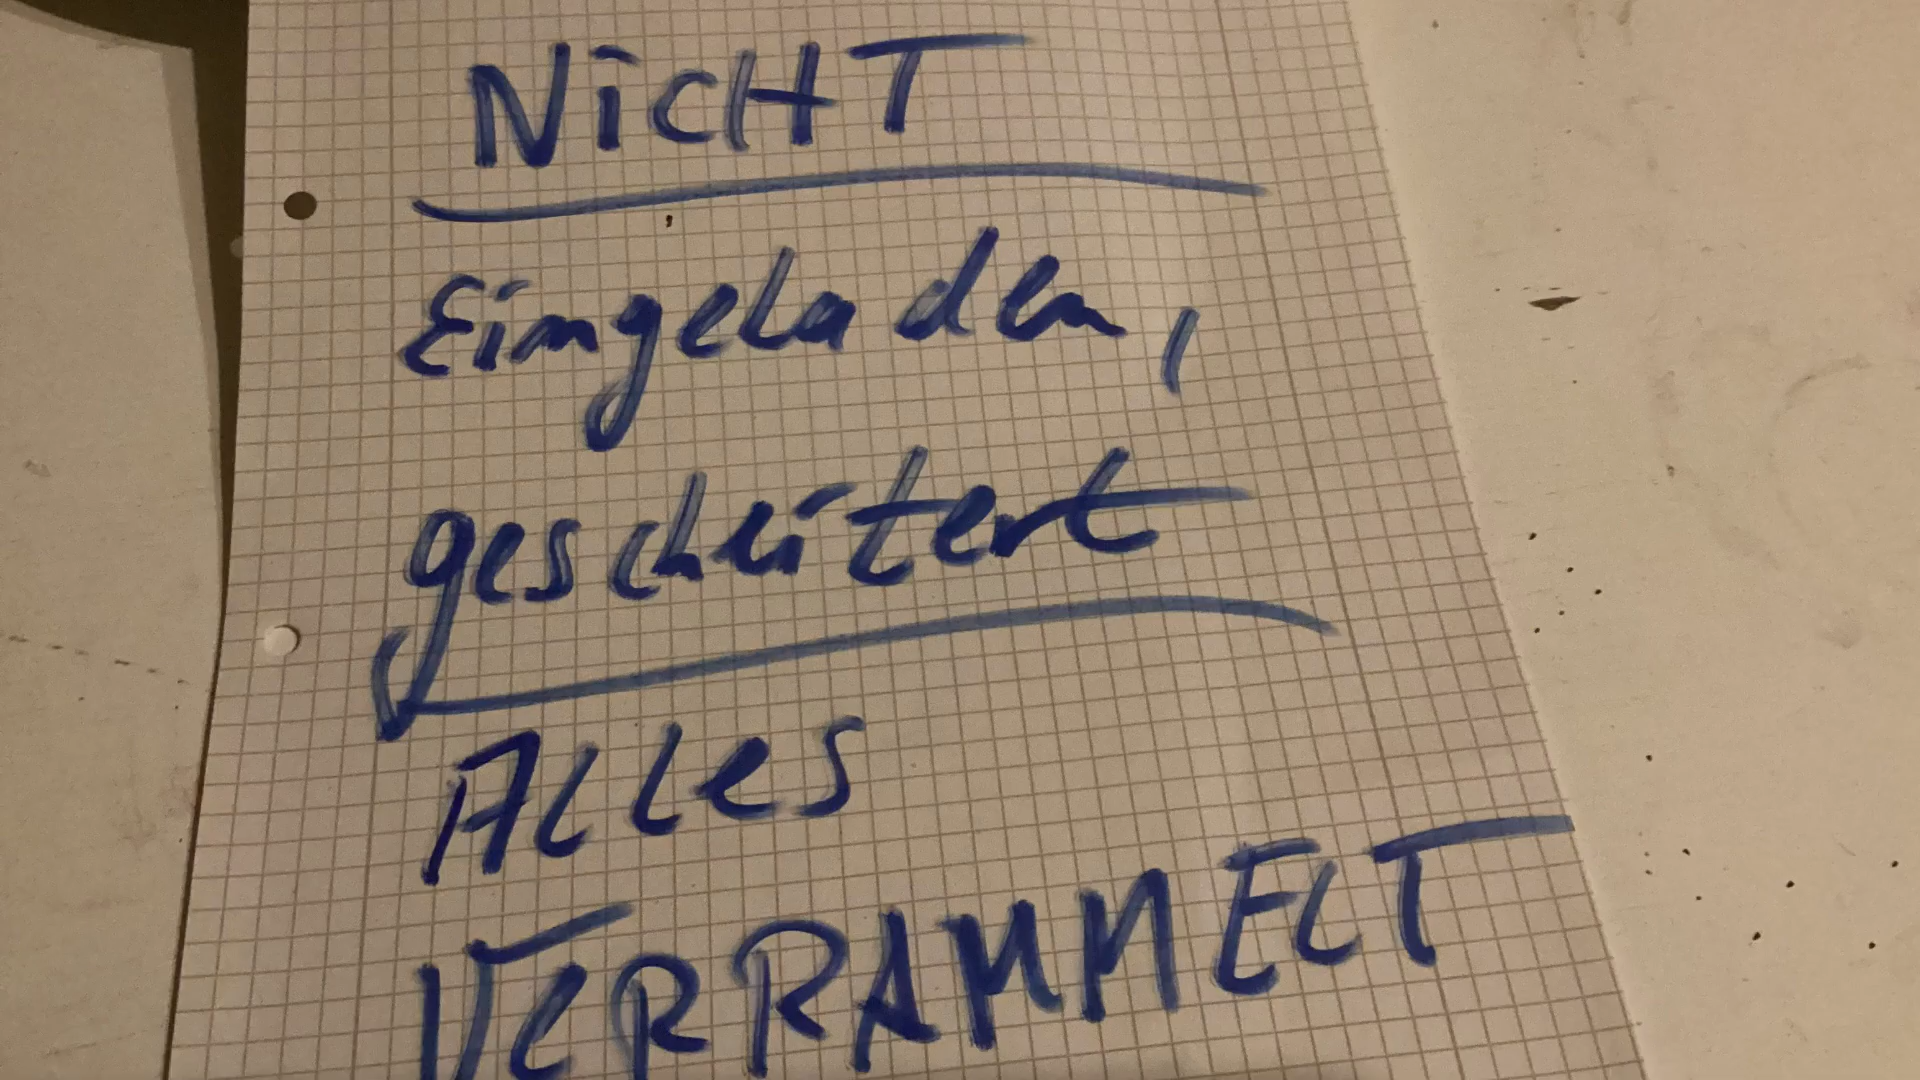 NiCHT
Eingeladen,
gescheitert
ALLes
VERRAMMELT